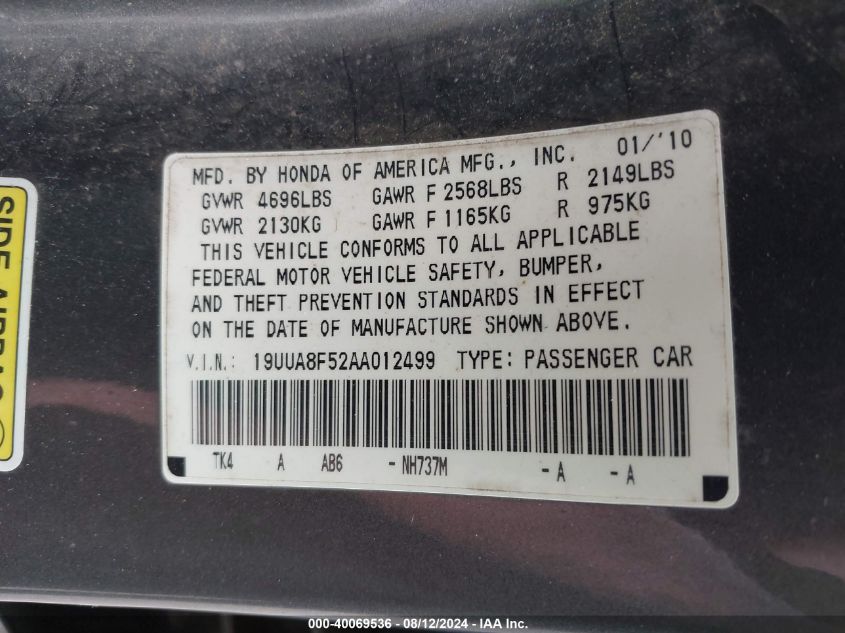 MFD. BY HONDA OF AMERICA MFG., INC. 01/'10
GVWR 4696LBS GAWR F 2568LBS R 2149LBS
GVWR 2130KG GAWR F 1165KG R 975KG
THIS VEHICLE CONFORMS TO ALL APPLICABLE
FEDERAL MOTOR VEHICLE SAFETY, BUMPER,
AND THEFT PREVENTION STANDARDS IN EFFECT
ON THE DATE OF MANUFACTURE SHOWN ABOVE.
V.I.N.: 19UUA8F52AA012499 TYPE: PASSENGER CAR
TK4 A AB6 - NH737M - A - A
SIDE AIRBAG
000-40069536 - 08/12/2024 - IAA Inc.